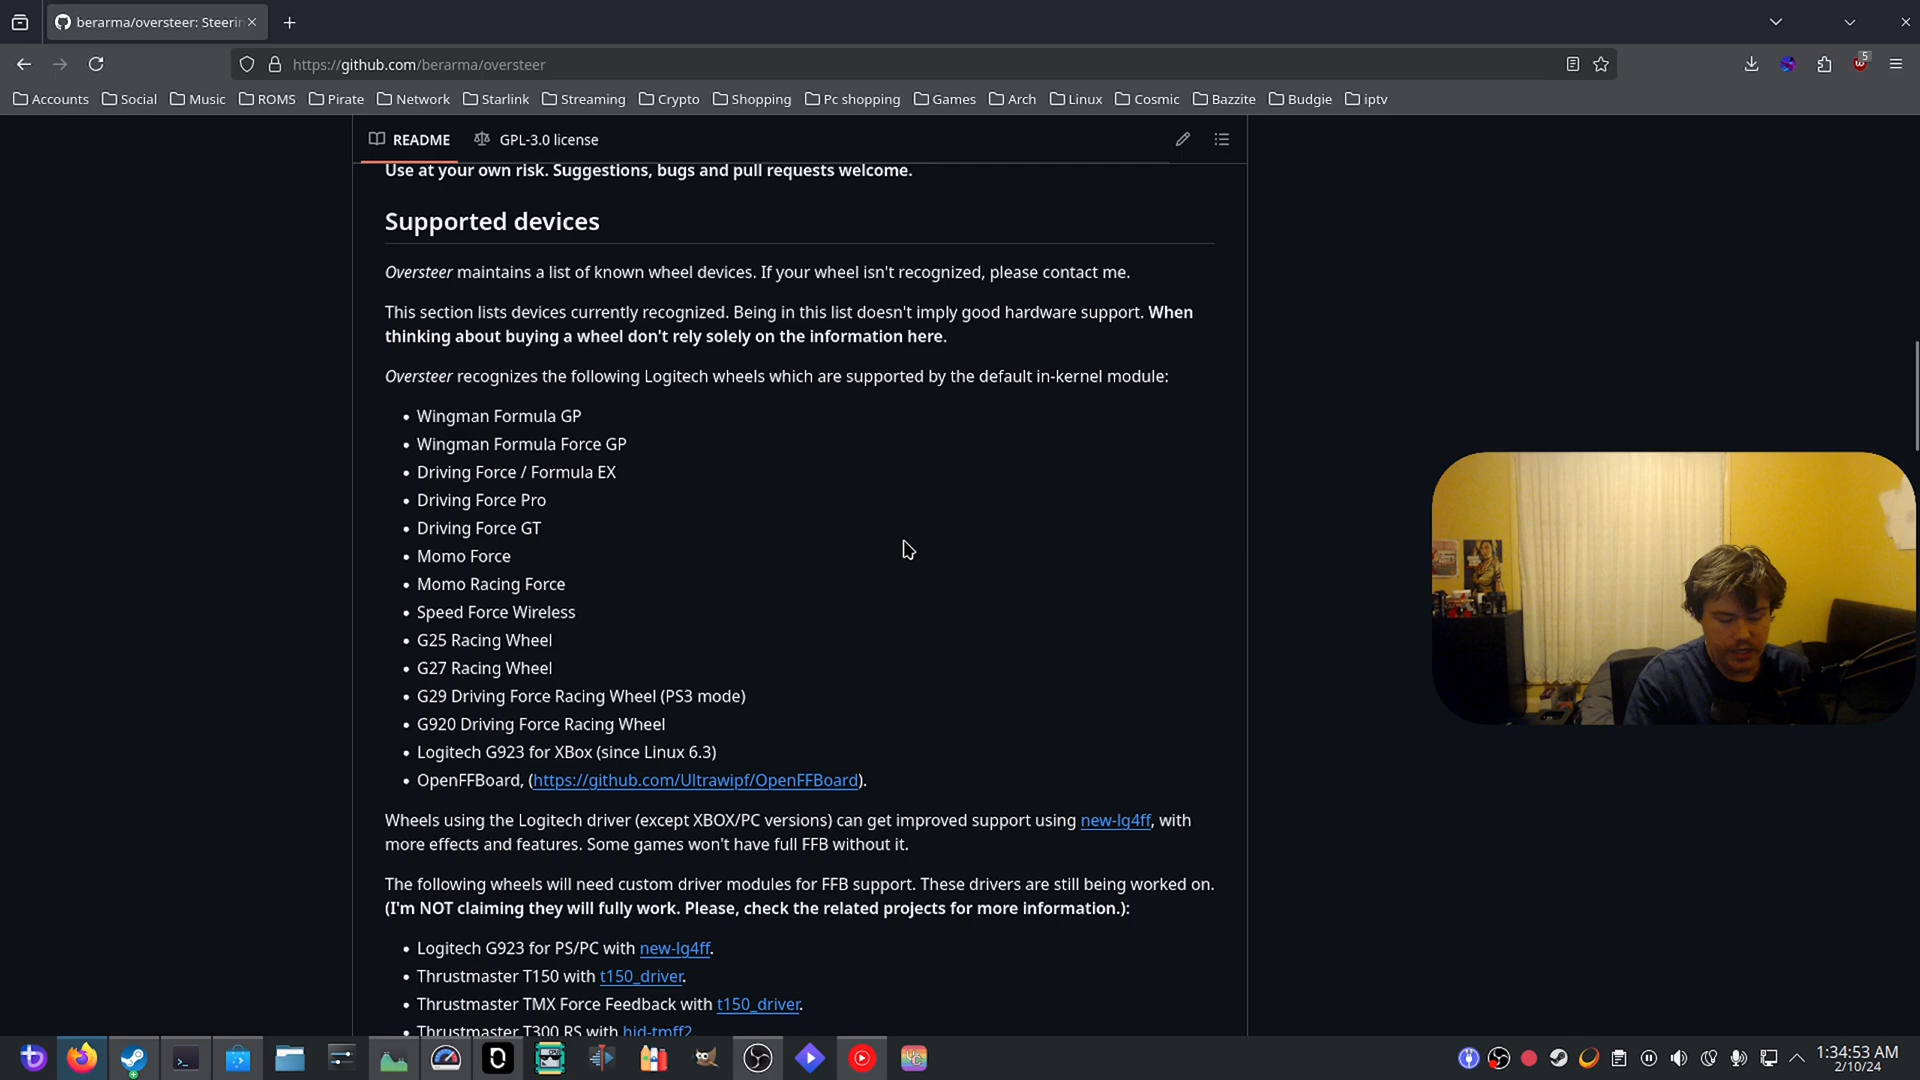 berarma/oversteer: Steerin
https://github.com/berarma/oversteer
5
Accounts Social Music ROMS Pirate Network Starlink Streaming Crypto Shopping Pc shopping Games Arch Linux Cosmic Bazzite Budgie iptv
README GPL-3.0 license
Use at your own risk. Suggestions, bugs and pull requests welcome.
Supported devices
Oversteer maintains a list of known wheel devices. If your wheel isn't recognized, please contact me.
This section lists devices currently recognized. Being in this list doesn't imply good hardware support. When
thinking about buying a wheel don't rely solely on the information here.
Oversteer recognizes the following Logitech wheels which are supported by the default in-kernel module:
• Wingman Formula GP
• Wingman Formula Force GP
• Driving Force / Formula EX
• Driving Force Pro
• Driving Force GT
• Momo Force
• Momo Racing Force
• Speed Force Wireless
• G25 Racing Wheel
• G27 Racing Wheel
• G29 Driving Force Racing Wheel (PS3 mode)
• G920 Driving Force Racing Wheel
• Logitech G923 for XBox (since Linux 6.3)
• OpenFFBoard, (https://github.com/Ultrawipf/OpenFFBoard).
Wheels using the Logitech driver (except XBOX/PC versions) can get improved support using new-lg4ff, with
more effects and features. Some games won't have full FFB without it.
The following wheels will need custom driver modules for FFB support. These drivers are still being worked on.
(I'm NOT claiming they will fully work. Please, check the related projects for more information.):
• Logitech G923 for PS/PC with new-lg4ff.
• Thrustmaster T150 with t150_driver.
• Thrustmaster TMX Force Feedback with t150_driver.
• Thrustmaster T300 RS with hid-tmff2.
1:34:53 AM
2/10/24